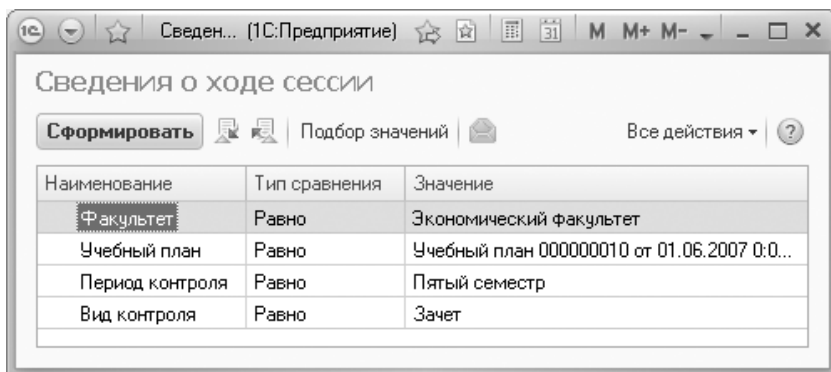 1С Сведен... (1С:Предприятие) 31 M M+ M-
Сведения о ходе сессии
Сформировать Подбор значений Все действия ?
Наименование Тип сравнения Значение
Факультет Равно Экономический факультет
Учебный план Равно Учебный план 000000010 от 01.06.2007 0:0...
Период контроля Равно Пятый семестр
Вид контроля Равно Зачет